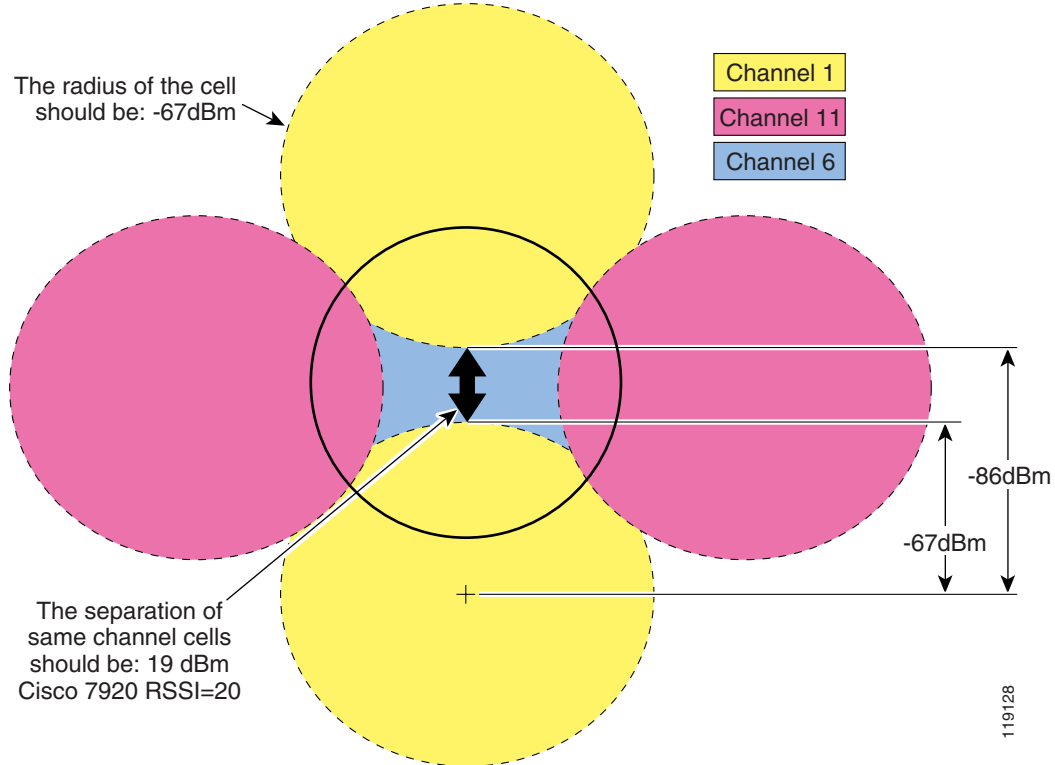 The radius of the cell
should be: -67dBm
Channel 1
Channel 11
Channel 6
-86dBm
-67dBm
The separation of
same channel cells
should be: 19 dBm
Cisco 7920 RSSI=20
119128